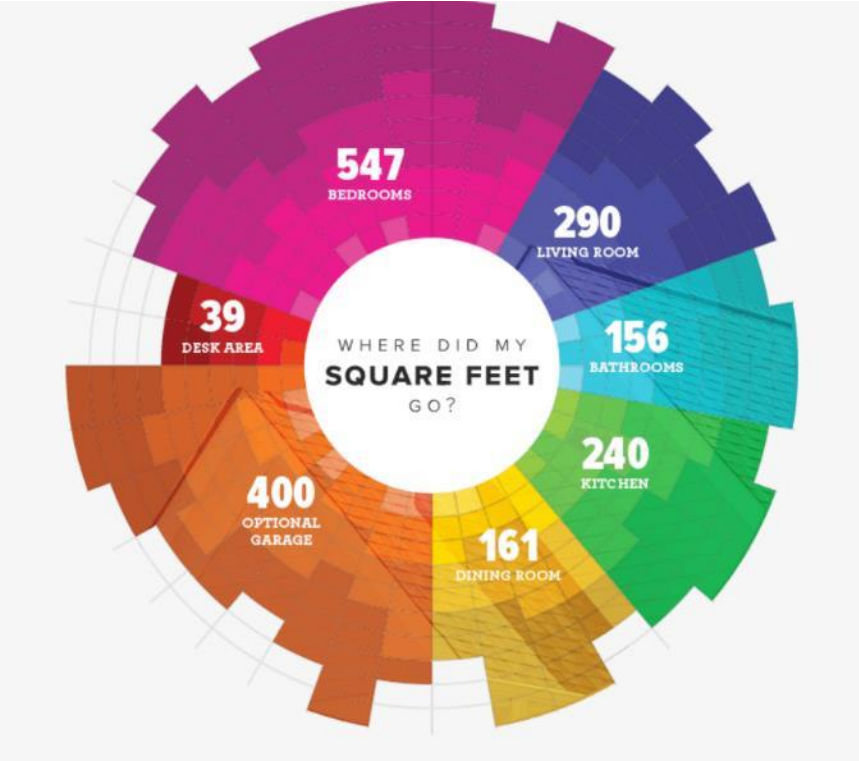 547
BEDROOMS
290
LIVING ROOM
39
DESK AREA
WHERE DID MY
SQUARE FEET
GO?
156
BATHROOMS
240
KITCHEN
400
OPTIONAL
GARAGE
161
DINING ROOM